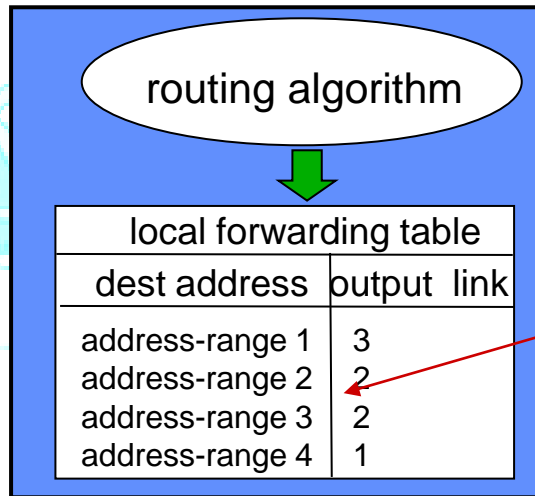 routing algorithm
local forwarding table
dest address output link
address-range 1 3
address-range 2 2
address-range 3 2
address-range 4 1